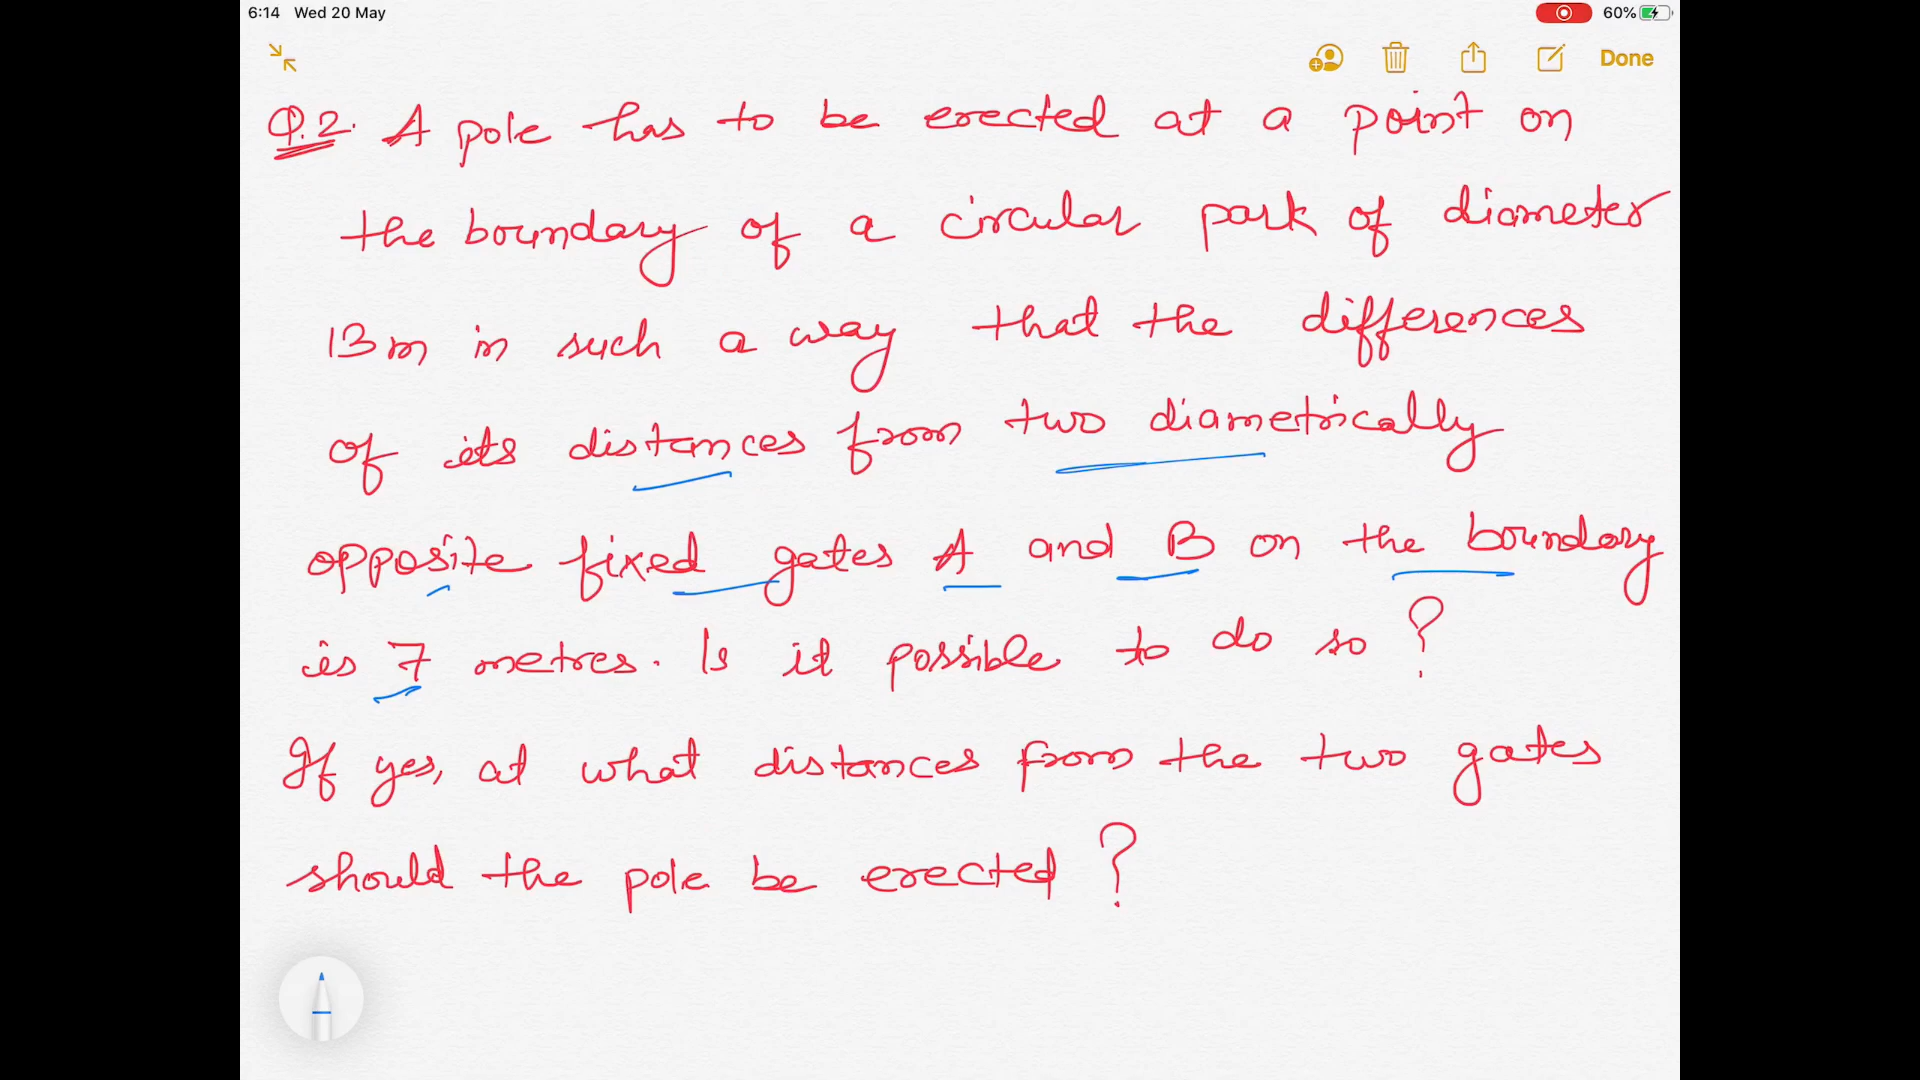 6:14 Wed 20 May 60%
Done
Q.2. A pole has to be erected at a point on
the boundary of a circular park of diameter
13m in such a way that the differences
of its distances from two diametrically
opposite fixed gates A and B on the boundary
is 7 metres. Is it possible to do so?
If yes, at what distances from the two gates
should the pole be erected?